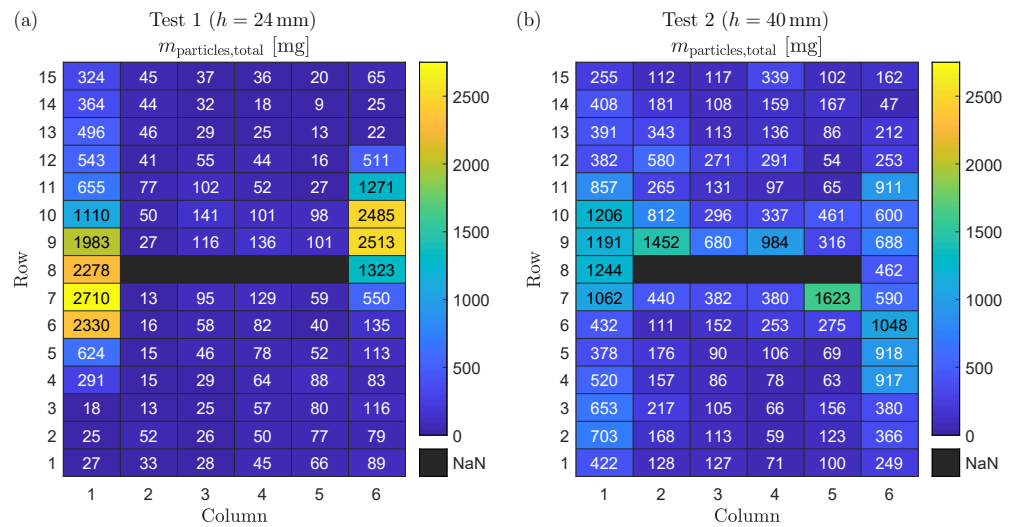 (a) Test 1 (h = 24 mm)
m_particles,total [mg]
15 324 45 37 36 20 65
14 364 44 32 18 9 25
13 496 46 29 25 13 22
12 543 41 55 44 16 511
11 655 77 102 52 27 1271
10 1110 50 141 101 98 2485
9 1983 27 116 136 101 2513
8 2278 1323
7 2710 13 95 129 59 550
6 2330 16 58 82 40 135
5 624 15 46 78 52 113
4 291 15 29 64 88 83
3 18 13 25 57 80 116
2 25 52 26 50 77 79
1 27 33 28 45 66 89
1 2 3 4 5 6
Column
Row
2500
2000
1500
1000
500
0
NaN
(b) Test 2 (h = 40 mm)
m_particles,total [mg]
15 255 112 117 339 102 162
14 408 181 108 159 167 47
13 391 343 113 136 86 212
12 382 580 271 291 54 253
11 857 265 131 97 65 911
10 1206 812 296 337 461 600
9 1191 1452 680 984 316 688
8 1244 462
7 1062 440 382 380 1623 590
6 432 111 152 253 275 1048
5 378 176 90 106 69 918
4 520 157 86 78 63 917
3 653 217 105 66 156 380
2 703 168 113 59 123 366
1 422 128 127 71 100 249
1 2 3 4 5 6
Column
Row
2500
2000
1500
1000
500
0
NaN